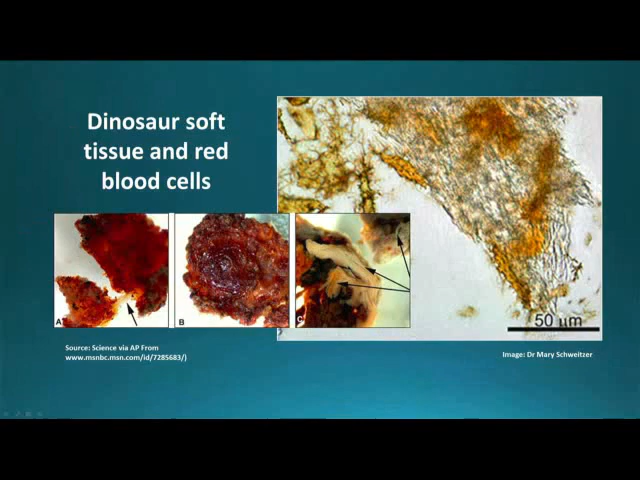 Dinosaur soft
tissue and red
blood cells
A
B
C
50 µm
Source: Science via AP From
www.msnbc.msn.com/id/7285683/)
Image: Dr Mary Schweitzer